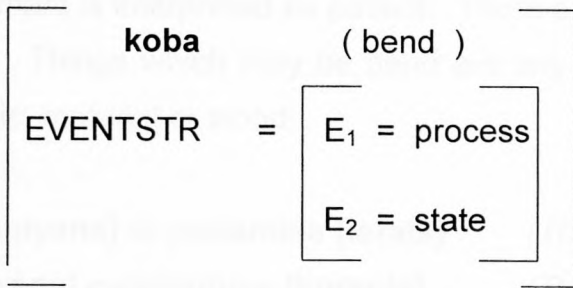 koba ( bend )
EVENTSTR = E₁ = process
E₂ = state